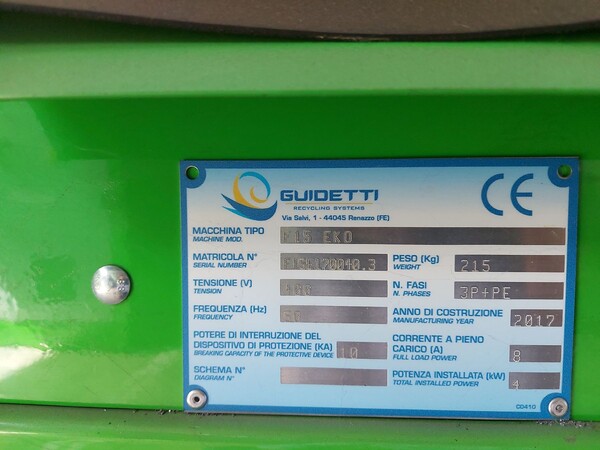 GUIDETTI
RECYCLING SYSTEMS
Via Salvi, 1 - 44045 Renazzo (FE)
CE
MACCHINA TIPO
MACHINE MOD.
EKO
MATRICOLA N°
SERIAL NUMBER
PESO (Kg)
WEIGHT
215
TENSIONE (V)
TENSION
N. FASI
N. PHASES
3P+PE
FREQUENZA (Hz)
FREQUENCY
ANNO DI COSTRUZIONE
MANUFACTURING YEAR
2017
POTERE DI INTERRUZIONE DEL
DISPOSITIVO DI PROTEZIONE (KA)
BREAKING CAPACITY OF THE PROTECTIVE DEVICE
10
CORRENTE A PIENO
CARICO (A)
FULL LOAD POWER
8
SCHEMA N°
DIAGRAM N°
POTENZA INSTALLATA (kW)
TOTAL INSTALLED POWER
4
C0410